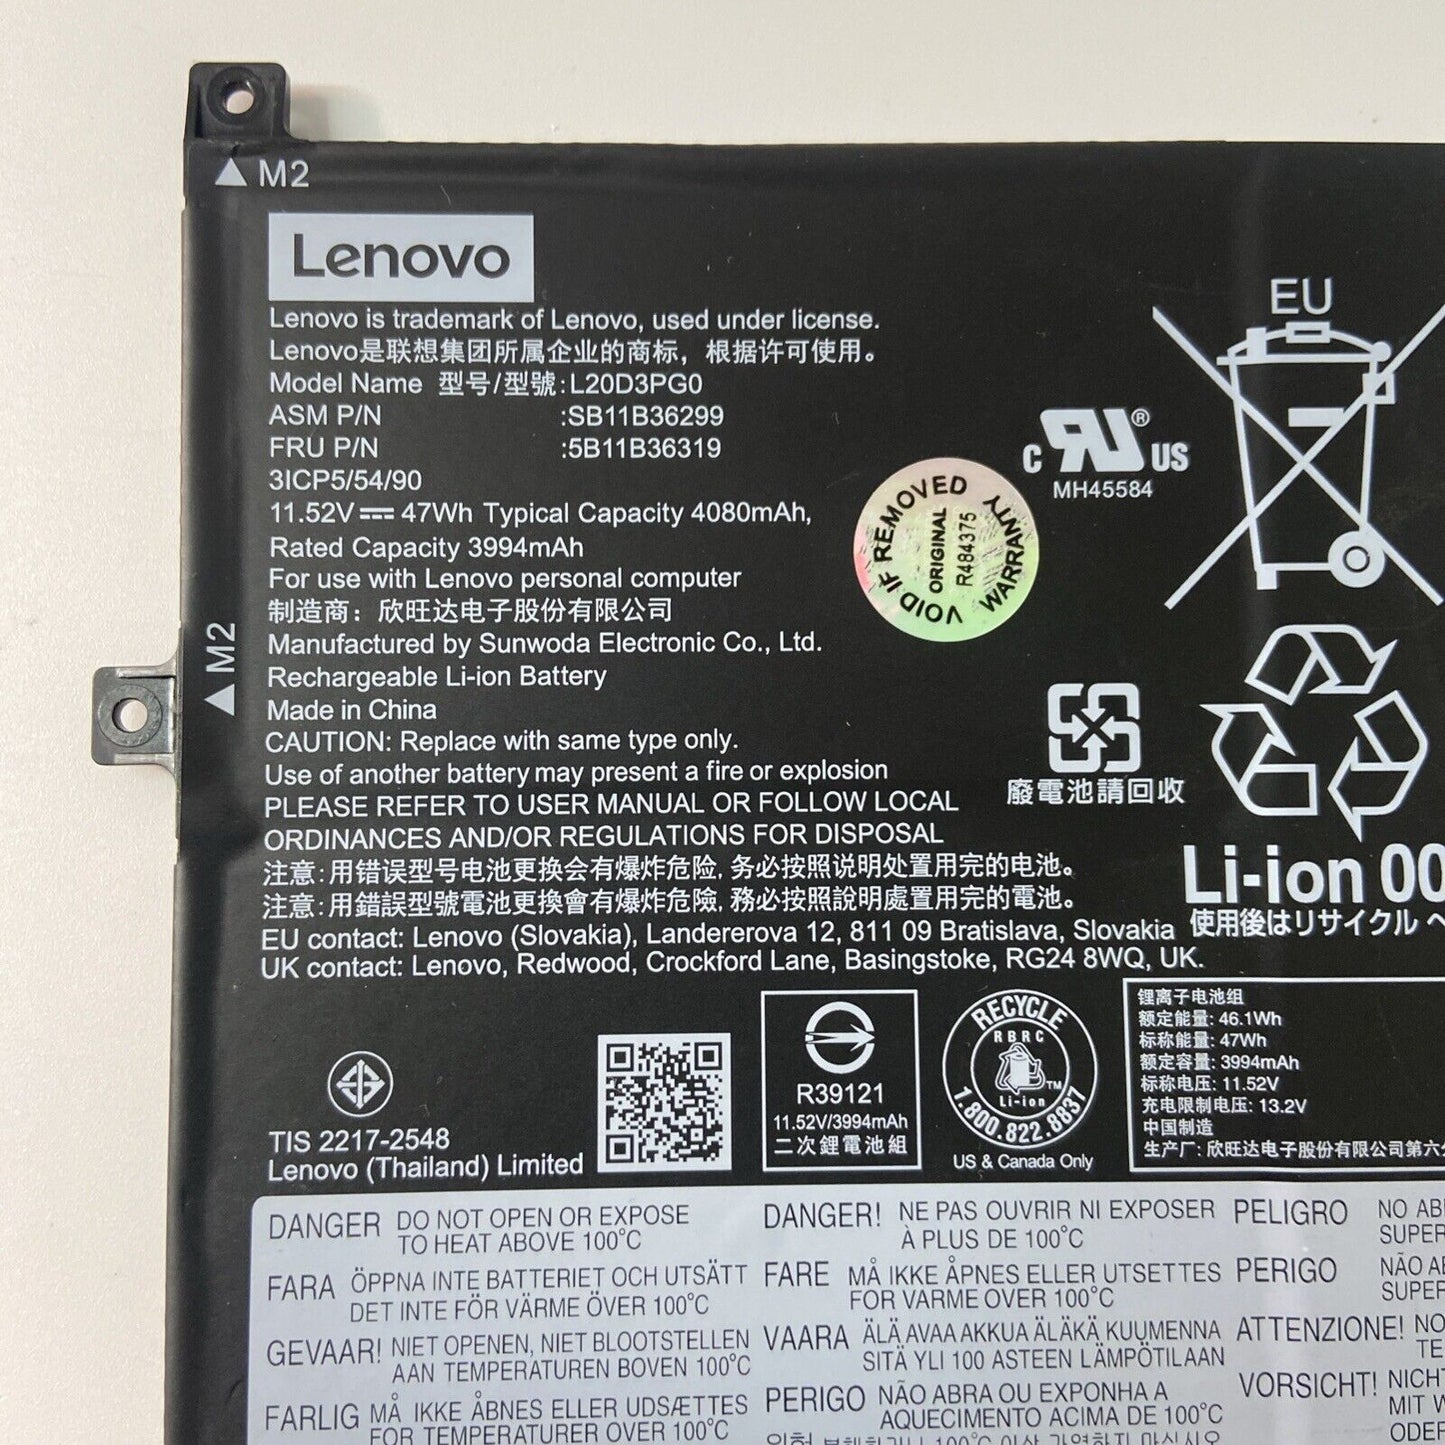 M2
Lenovo
Lenovo is trademark of Lenovo, used under license.
Lenovo是联想集团所属企业的商标，根据许可使用。
Model Name 型号/型號:L20D3PG0
ASM P/N :SB11B36299
FRU P/N :5B11B36319
3ICP5/54/90
11.52V⎓ 47Wh Typical Capacity 4080mAh,
Rated Capacity 3994mAh
For use with Lenovo personal computer
制造商：欣旺达电子股份有限公司
Manufactured by Sunwoda Electronic Co., Ltd.
Rechargeable Li-ion Battery
Made in China
CAUTION: Replace with same type only.
Use of another battery may present a fire or explosion
PLEASE REFER TO USER MANUAL OR FOLLOW LOCAL
ORDINANCES AND/OR REGULATIONS FOR DISPOSAL
注意:用错误型号电池更换会有爆炸危险,务必按照说明处置用完的电池。
注意:用錯誤型號電池更換會有爆炸危險,務必按照說明處置用完的電池。
EU contact: Lenovo (Slovakia), Landererova 12, 811 09 Bratislava, Slovakia
UK contact: Lenovo, Redwood, Crockford Lane, Basingstoke, RG24 8WQ, UK.
M2
EU
c RU® US
MH45584
VOID IF REMOVED
ORIGINAL
R484375
WARRANTY
廢電池請回收
Li-ion 00
使用後はリサイクル へ
TIS 2217-2548
Lenovo (Thailand) Limited
R39121
11.52V/3994mAh
二次鋰電池組
RECYCLE
RBRC
TM
Li-ion
1.800.822.8837
US & Canada Only
锂离子电池组
额定能量: 46.1Wh
标称能量: 47Wh
额定容量: 3994mAh
标称电压: 11.52V
充电限制电压: 13.2V
中国制造
生产厂: 欣旺达电子股份有限公司第六
DANGER DO NOT OPEN OR EXPOSE
TO HEAT ABOVE 100°C
FARA ÖPPNA INTE BATTERIET OCH UTSÄTT
DET INTE FÖR VÄRME ÖVER 100°C
GEVAAR! NIET OPENEN, NIET BLOOTSTELLEN
AAN TEMPERATUREN BOVEN 100°C
FARLIG MÅ IKKE ÅBNES ELLER UDSÆTTES
FOR TEMPERATURER OVER 100°C
DANGER! NE PAS OUVRIR NI EXPOSER
À PLUS DE 100°C
FARE MÅ IKKE ÅPNES ELLER UTSETTES
FOR VARME OVER 100°C
VAARA ÄLÄ AVAA AKKUA ÄLÄKÄ KUUMENNA
SITÄ YLI 100 ASTEEN LÄMPÖTILAAN
PERIGO NÃO ABRA OU EXPONHA A
AQUECIMENTO ACIMA DE 100°C
PELIGRO NO AB
SUPER
PERIGO NÃO AB
SUPER
ATTENZIONE! NO
TE
VORSICHT! NICHT
MIT W
ODER